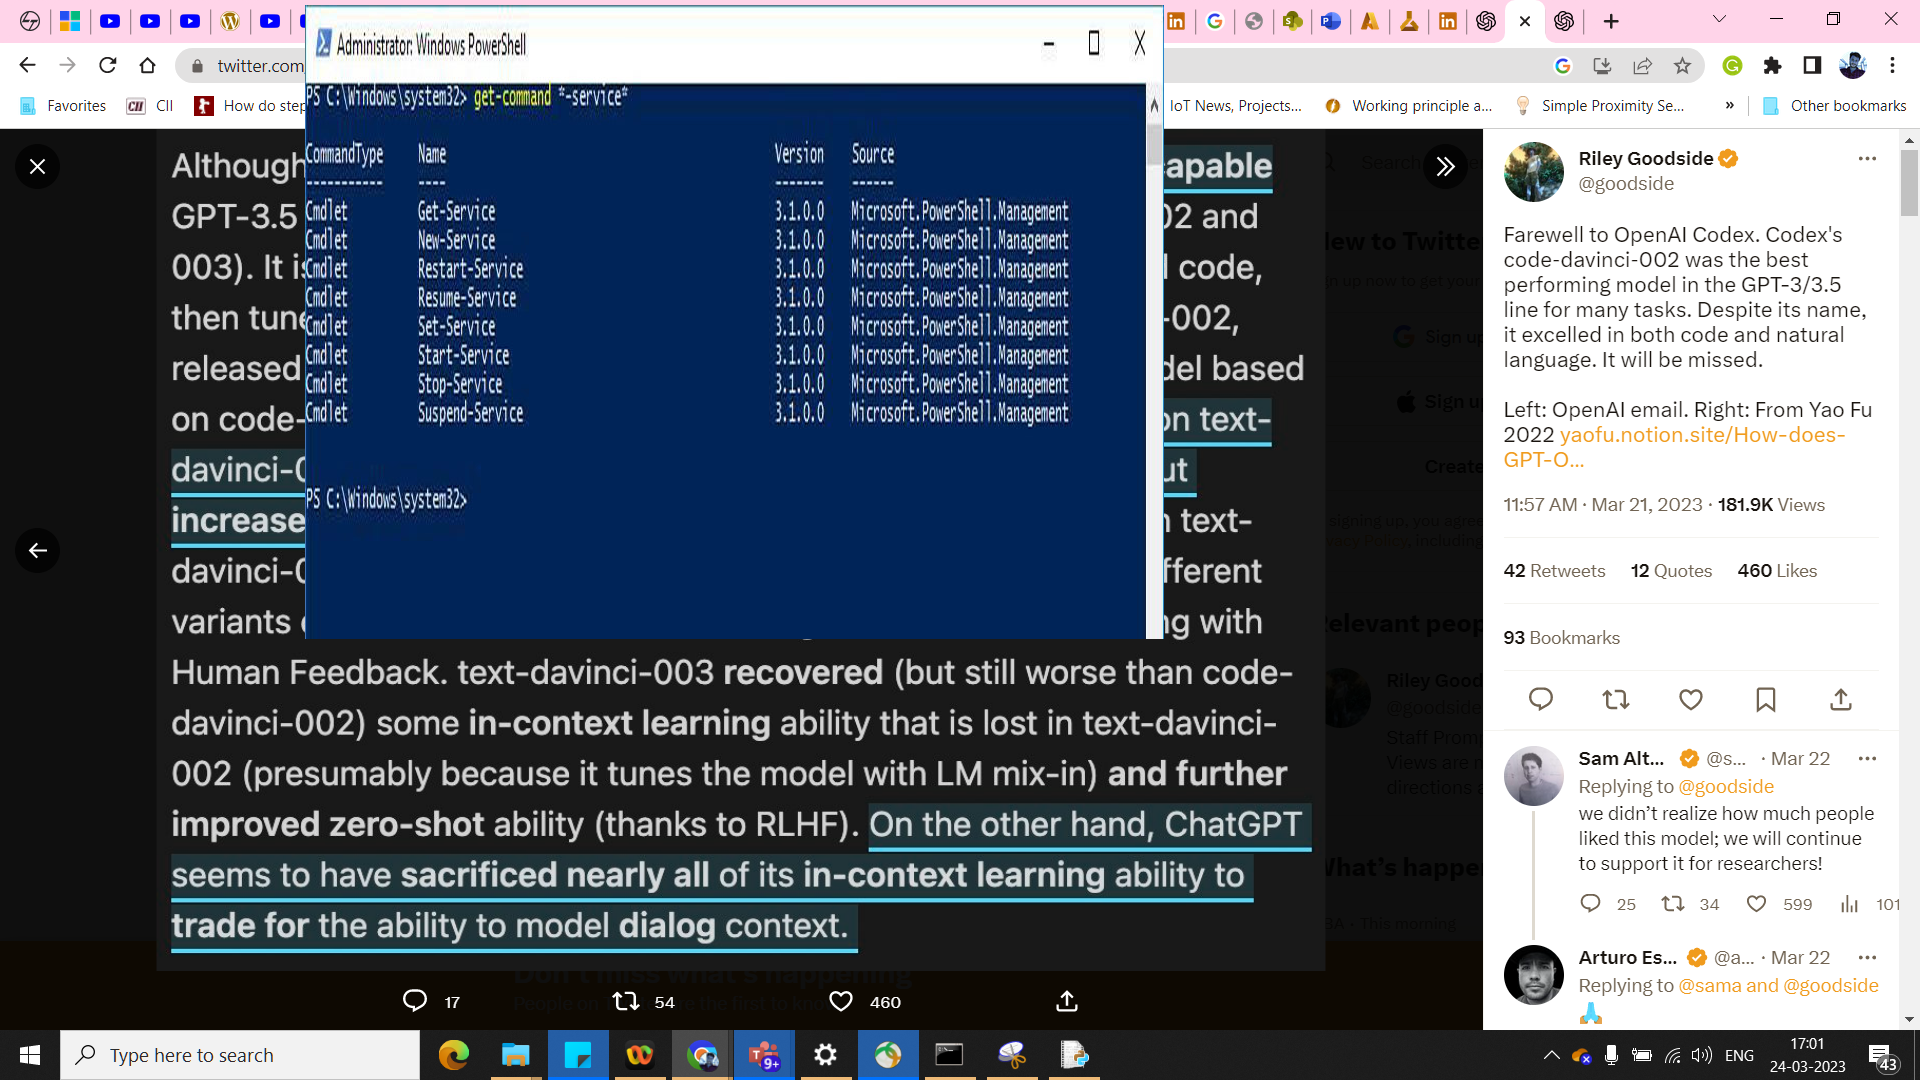 Administrator: Windows PowerShell
twitter.com
Favorites
CII
How do step
IoT News, Projects...
Working principle a...
Simple Proximity Se...
»
Other bookmarks
PS C:\Windows\system32> get-command *-service*
CommandType Name Version Source
----------- ---- ------- ------
Cmdlet Get-Service 3.1.0.0 Microsoft.PowerShell.Management
Cmdlet New-Service 3.1.0.0 Microsoft.PowerShell.Management
Cmdlet Restart-Service 3.1.0.0 Microsoft.PowerShell.Management
Cmdlet Resume-Service 3.1.0.0 Microsoft.PowerShell.Management
Cmdlet Set-Service 3.1.0.0 Microsoft.PowerShell.Management
Cmdlet Start-Service 3.1.0.0 Microsoft.PowerShell.Management
Cmdlet Stop-Service 3.1.0.0 Microsoft.PowerShell.Management
Cmdlet Suspend-Service 3.1.0.0 Microsoft.PowerShell.Management
PS C:\Windows\system32>
Although capable
GPT-3.5 02 and
003). It is code,
then tune -002,
released del based
on code- on text-
davinci-0 ut
increase text-
davinci-0 fferent
variants ng with
Human Feedback. text-davinci-003 recovered (but still worse than code-
davinci-002) some in-context learning ability that is lost in text-davinci-
002 (presumably because it tunes the model with LM mix-in) and further
improved zero-shot ability (thanks to RLHF). On the other hand, ChatGPT
seems to have sacrificed nearly all of its in-context learning ability to
trade for the ability to model dialog context.
17 54 460
Riley Goodside
@goodside
Farewell to OpenAI Codex. Codex's
code-davinci-002 was the best
performing model in the GPT-3/3.5
line for many tasks. Despite its name,
it excelled in both code and natural
language. It will be missed.
Left: OpenAI email. Right: From Yao Fu
2022 yaofu.notion.site/How-does-
GPT-O...
11:57 AM · Mar 21, 2023 · 181.9K Views
42 Retweets 12 Quotes 460 Likes
93 Bookmarks
Sam Alt... @s... · Mar 22
Replying to @goodside
we didn’t realize how much people
liked this model; we will continue
to support it for researchers!
25 34 599 101
Arturo Es... @a... · Mar 22
Replying to @sama and @goodside
Type here to search
9+
ENG
17:01
24-03-2023
43